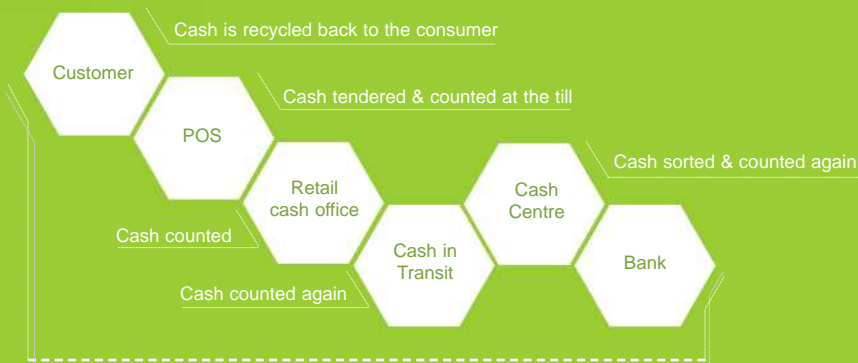 Cash is recycled back to the consumer
Customer
Cash tendered & counted at the till
POS
Cash sorted & counted again
Retail
cash office
Cash
Centre
Cash counted
Cash in
Transit
Bank
Cash counted again